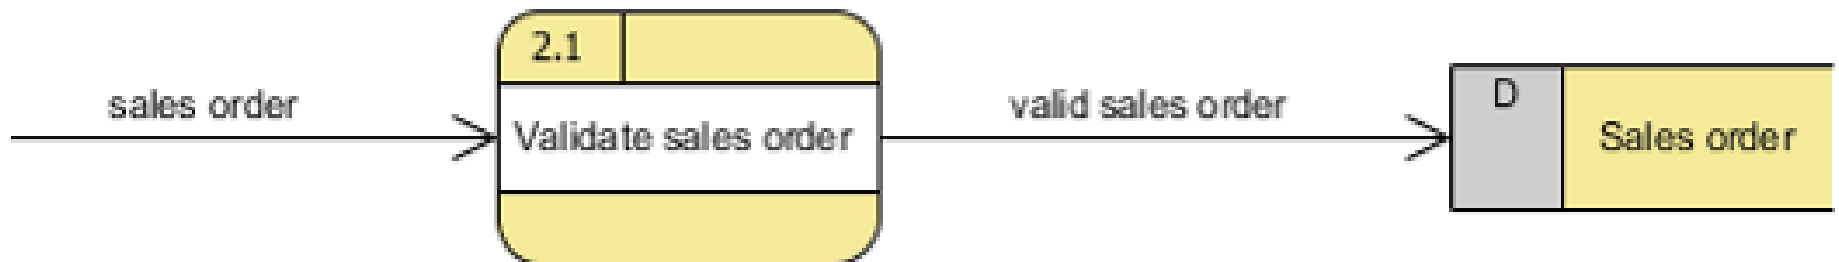 2.1
sales order
Validate sales order
valid sales order
D
Sales order